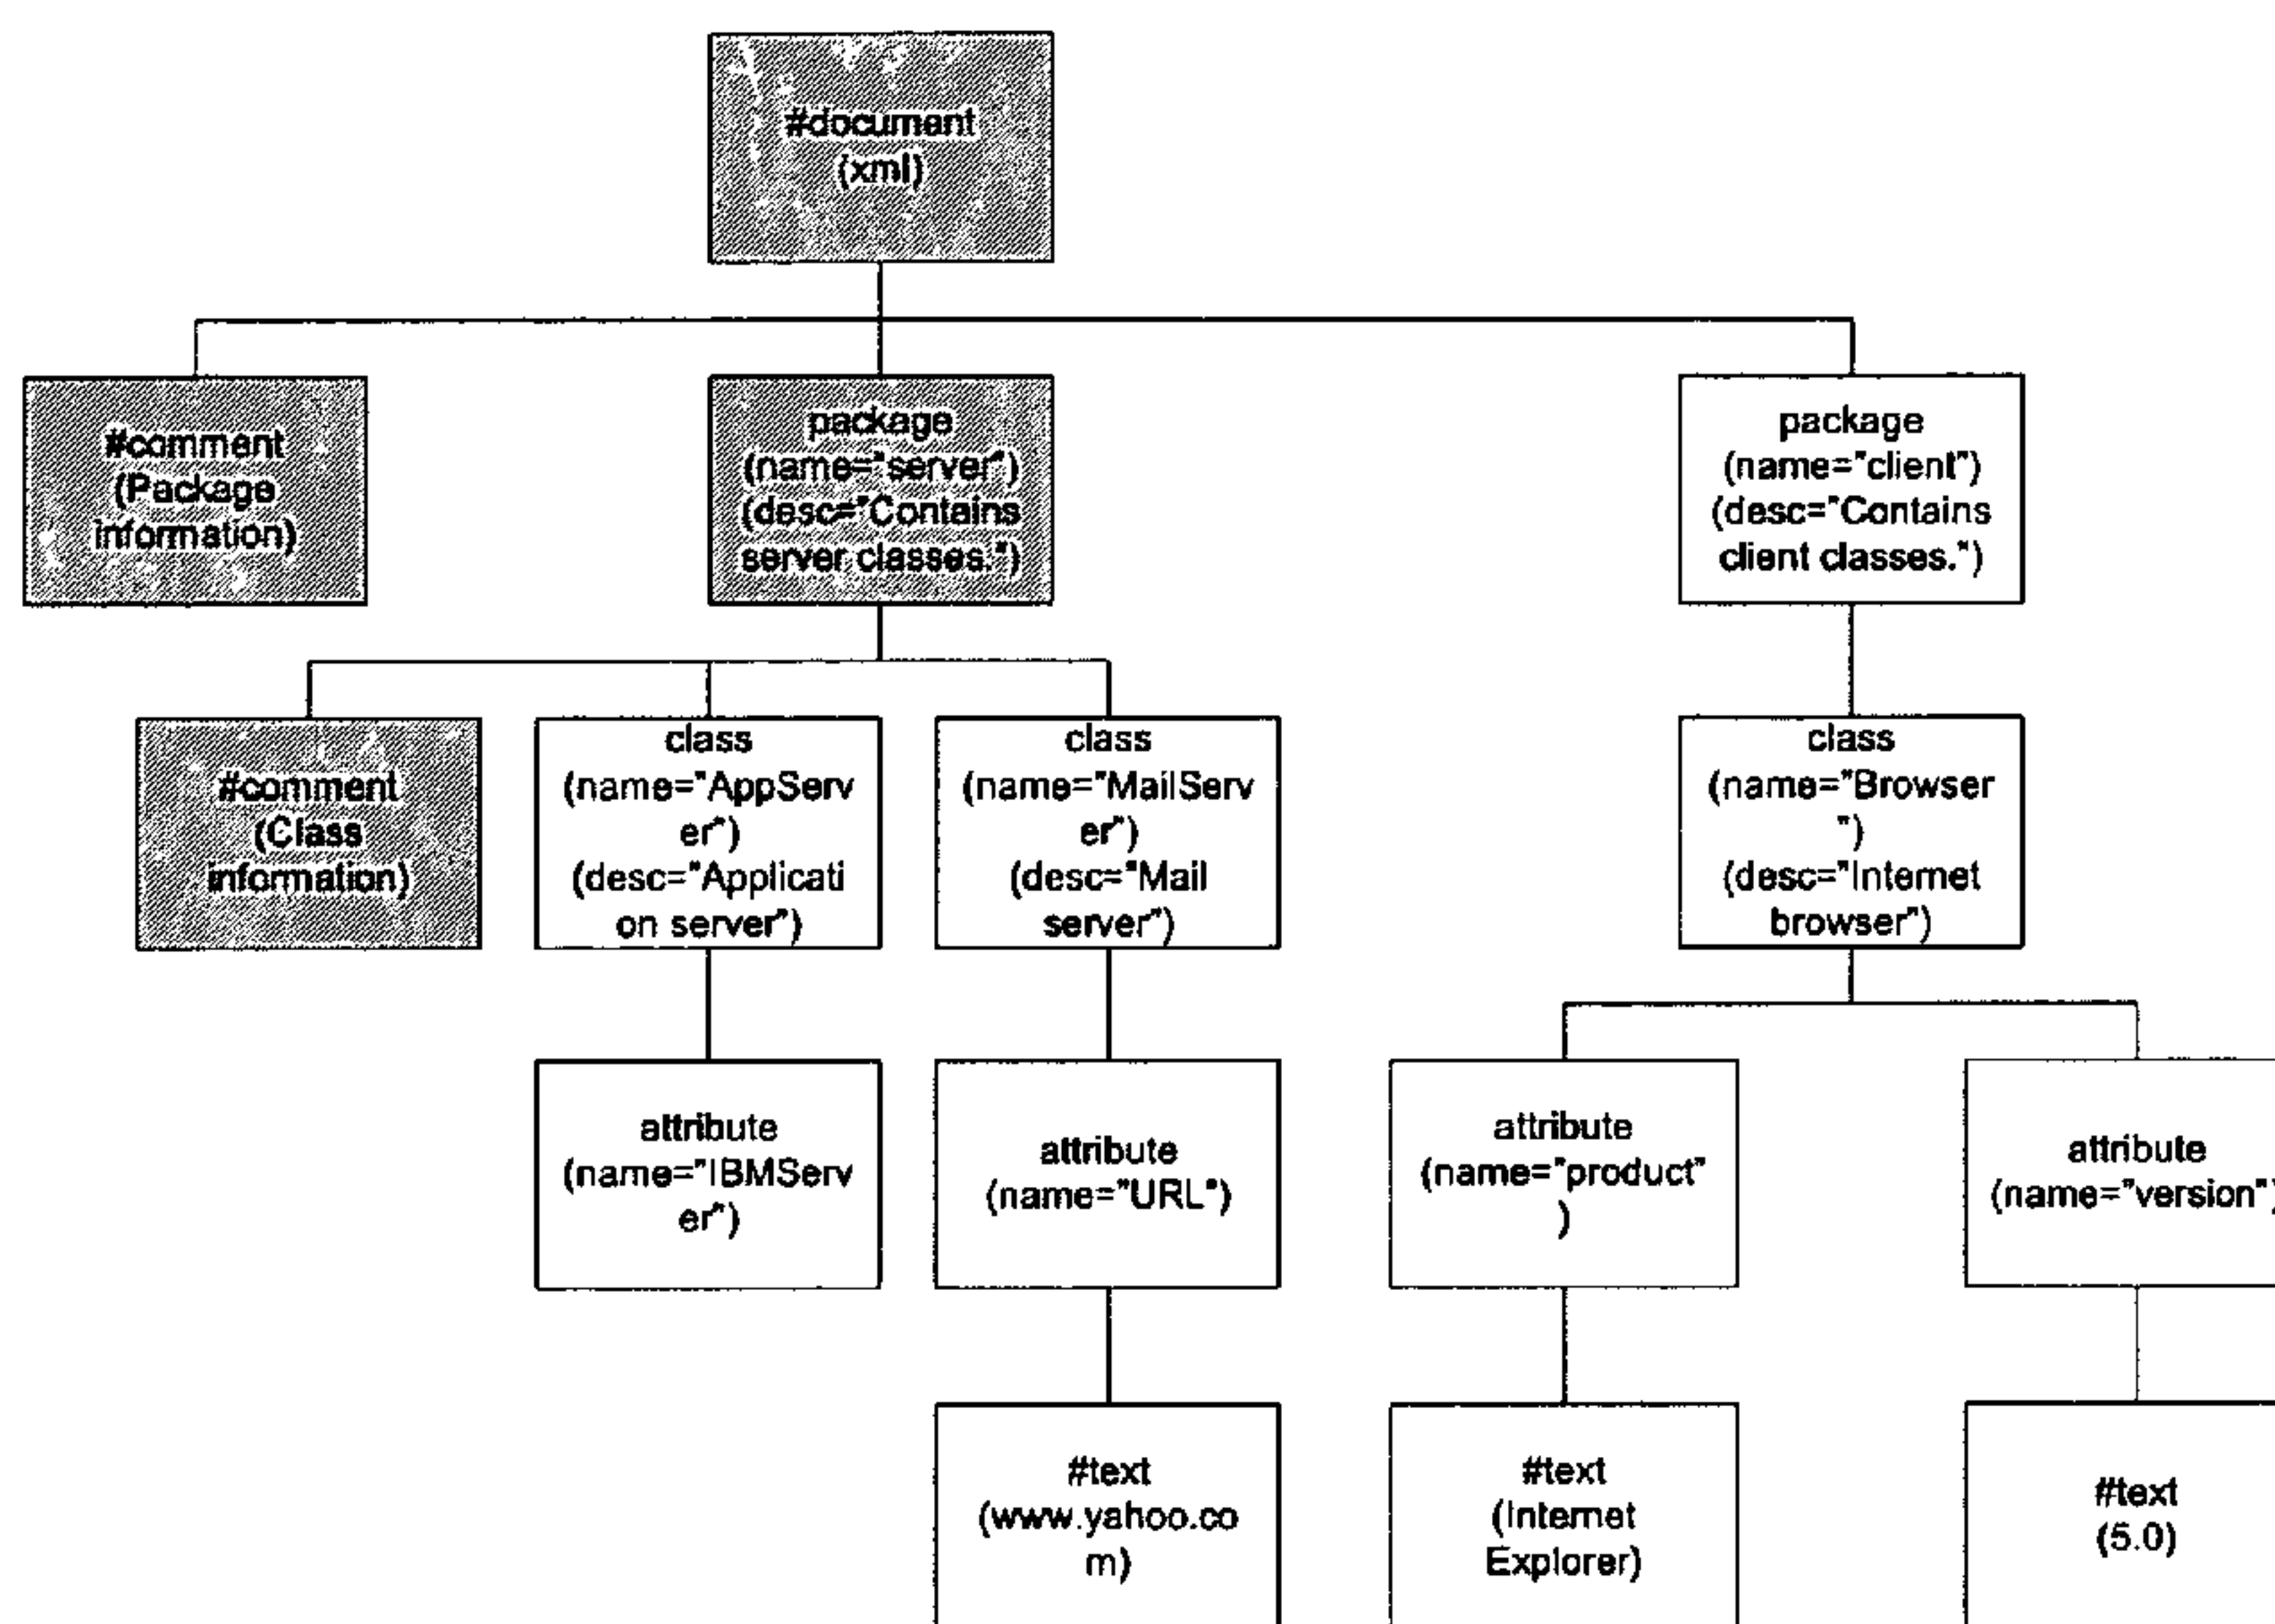 #document
(xml)
#comment
(Package
information)
package
(name="server")
(desc="Contains
server classes.")
package
(name="client")
(desc="Contains
client classes.")
#comment
(Class
information)
class
(name="AppServ
er")
(desc="Applicati
on server")
class
(name="MailServ
er")
(desc="Mail
server")
class
(name="Browser
")
(desc="Internet
browser")
attribute
(name="IBMServ
er")
attribute
(name="URL")
attribute
(name="product"
)
attribute
(name="version")
#text
(www.yahoo.co
m)
#text
(Internet
Explorer)
#text
(5.0)